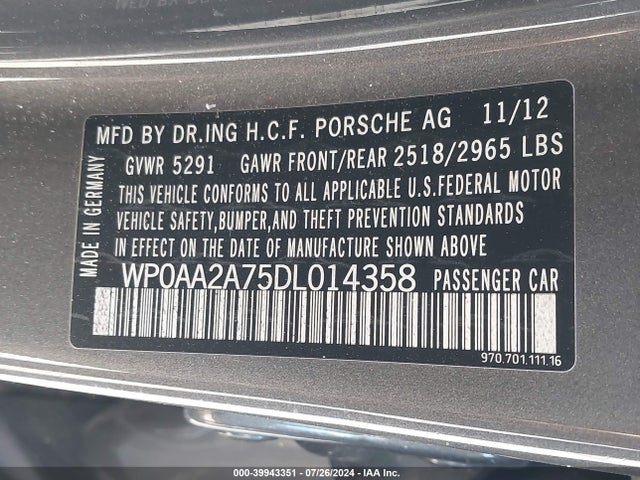 MFD BY DR.ING H.C.F. PORSCHE AG 11/12
GVWR 5291 GAWR FRONT/REAR 2518/2965 LBS
THIS VEHICLE CONFORMS TO ALL APPLICABLE U.S.FEDERAL MOTOR
VEHICLE SAFETY,BUMPER,AND THEFT PREVENTION STANDARDS
IN EFFECT ON THE DATE OF MANUFACTURE SHOWN ABOVE
WP0AA2A75DL014358 PASSENGER CAR
MADE IN GERMANY
970.701.111.16
000-39943351 | 07/26/2024 | IAA Inc.